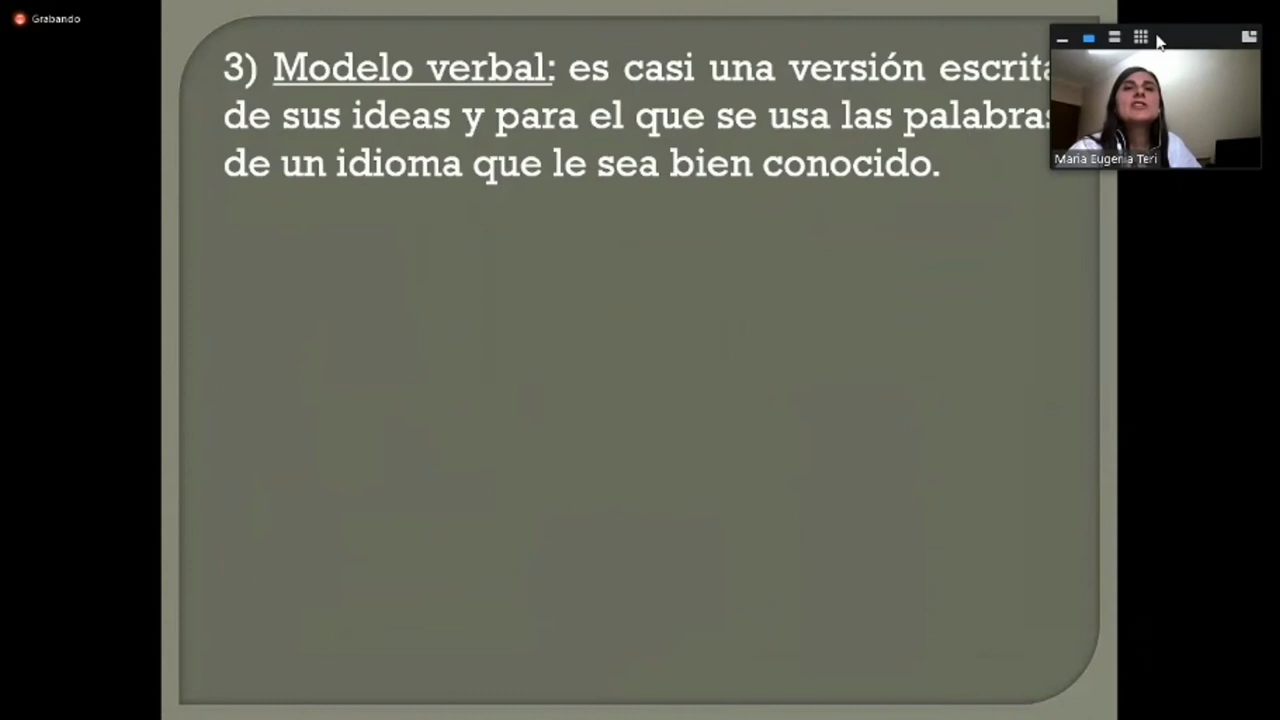 Grabando
3) Modelo verbal: es casi una versión escrita
de sus ideas y para el que se usa las palabras
de un idioma que le sea bien conocido.
Maria Eugenia Teri